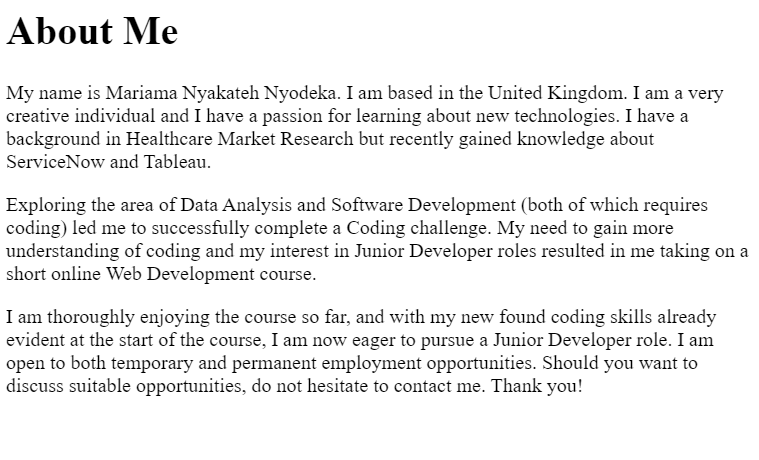 About Me
My name is Mariama Nyakateh Nyodeka. I am based in the United Kingdom. I am a very
creative individual and I have a passion for learning about new technologies. I have a
background in Healthcare Market Research but recently gained knowledge about
ServiceNow and Tableau.
Exploring the area of Data Analysis and Software Development (both of which requires
coding) led me to successfully complete a Coding challenge. My need to gain more
understanding of coding and my interest in Junior Developer roles resulted in me taking on a
short online Web Development course.
I am thoroughly enjoying the course so far, and with my new found coding skills already
evident at the start of the course, I am now eager to pursue a Junior Developer role. I am
open to both temporary and permanent employment opportunities. Should you want to
discuss suitable opportunities, do not hesitate to contact me. Thank you!